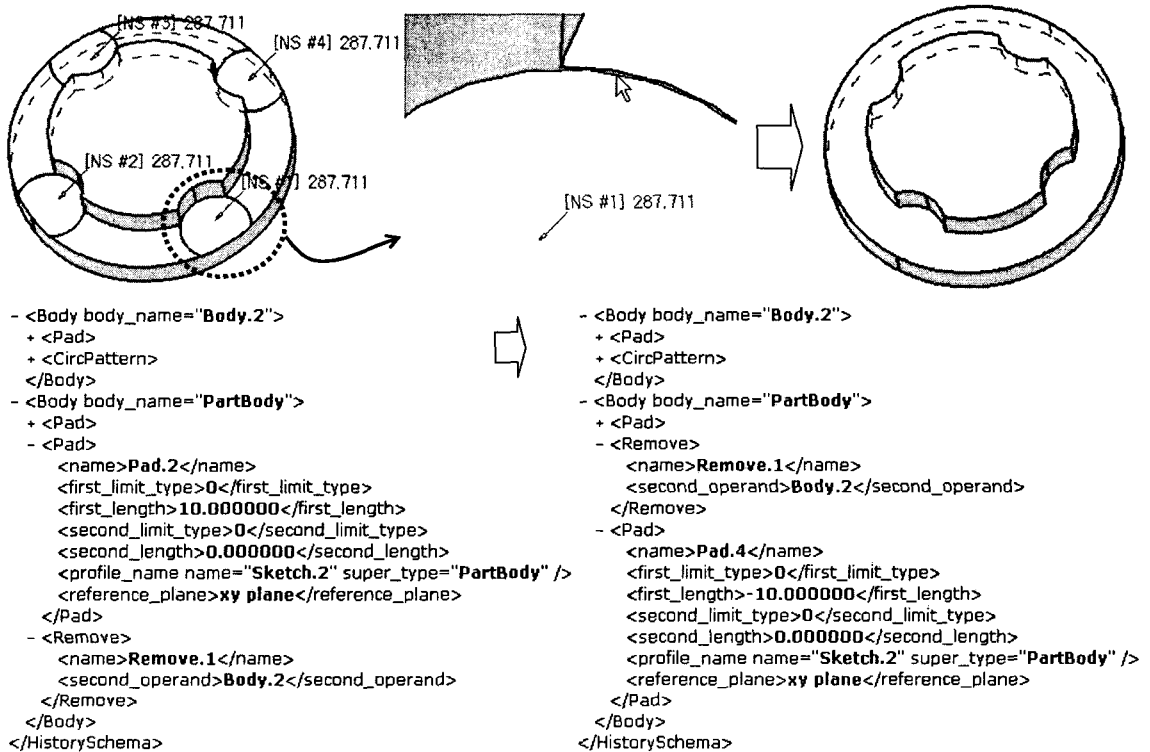 [NS #3] 287,711
[NS #4] 287,711
[NS #2] 287,711
[NS #1] 287,711
[NS #1] 287,711
- <Body body_name="Body.2">
+ <Pad>
+ <CircPattern>
</Body>
- <Body body_name="PartBody">
+ <Pad>
- <Pad>
<name>Pad.2</name>
<first_limit_type>0</first_limit_type>
<first_length>10.000000</first_length>
<second_limit_type>0</second_limit_type>
<second_length>0.000000</second_length>
<profile_name name="Sketch.2" super_type="PartBody" />
<reference_plane>xy plane</reference_plane>
</Pad>
- <Remove>
<name>Remove.1</name>
<second_operand>Body.2</second_operand>
</Remove>
</Body>
</HistorySchema>
- <Body body_name="Body.2">
+ <Pad>
+ <CircPattern>
</Body>
- <Body body_name="PartBody">
+ <Pad>
- <Remove>
<name>Remove.1</name>
<second_operand>Body.2</second_operand>
</Remove>
- <Pad>
<name>Pad.4</name>
<first_limit_type>0</first_limit_type>
<first_length>-10.000000</first_length>
<second_limit_type>0</second_limit_type>
<second_length>0.000000</second_length>
<profile_name name="Sketch.2" super_type="PartBody" />
<reference_plane>xy plane</reference_plane>
</Pad>
</Body>
</HistorySchema>